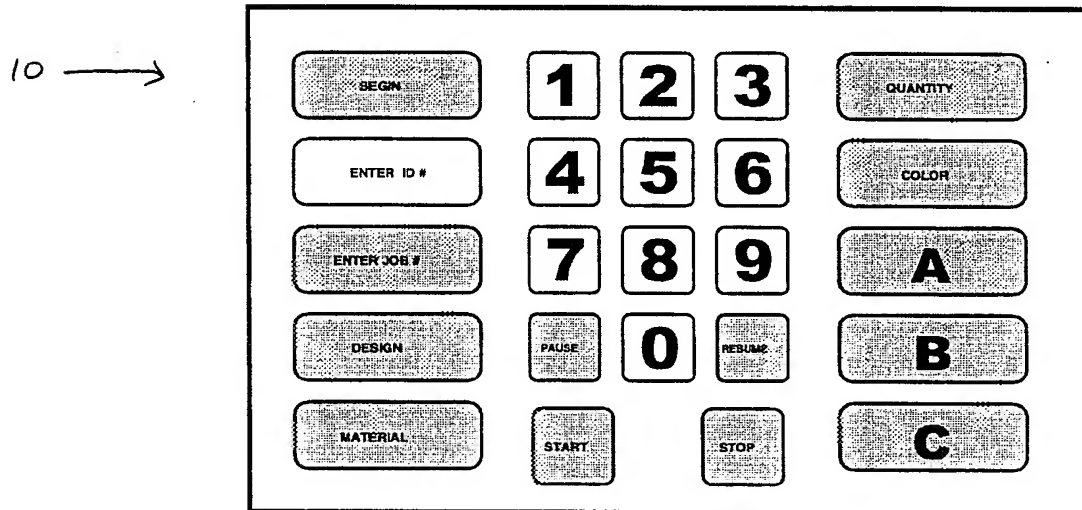 10
BEGIN 1 2 3 QUANTITY
ENTER ID # 4 5 6 COLOR
ENTER JOB # 7 8 9 A
DESIGN PAUSE 0 RESUME B
MATERIAL START STOP C